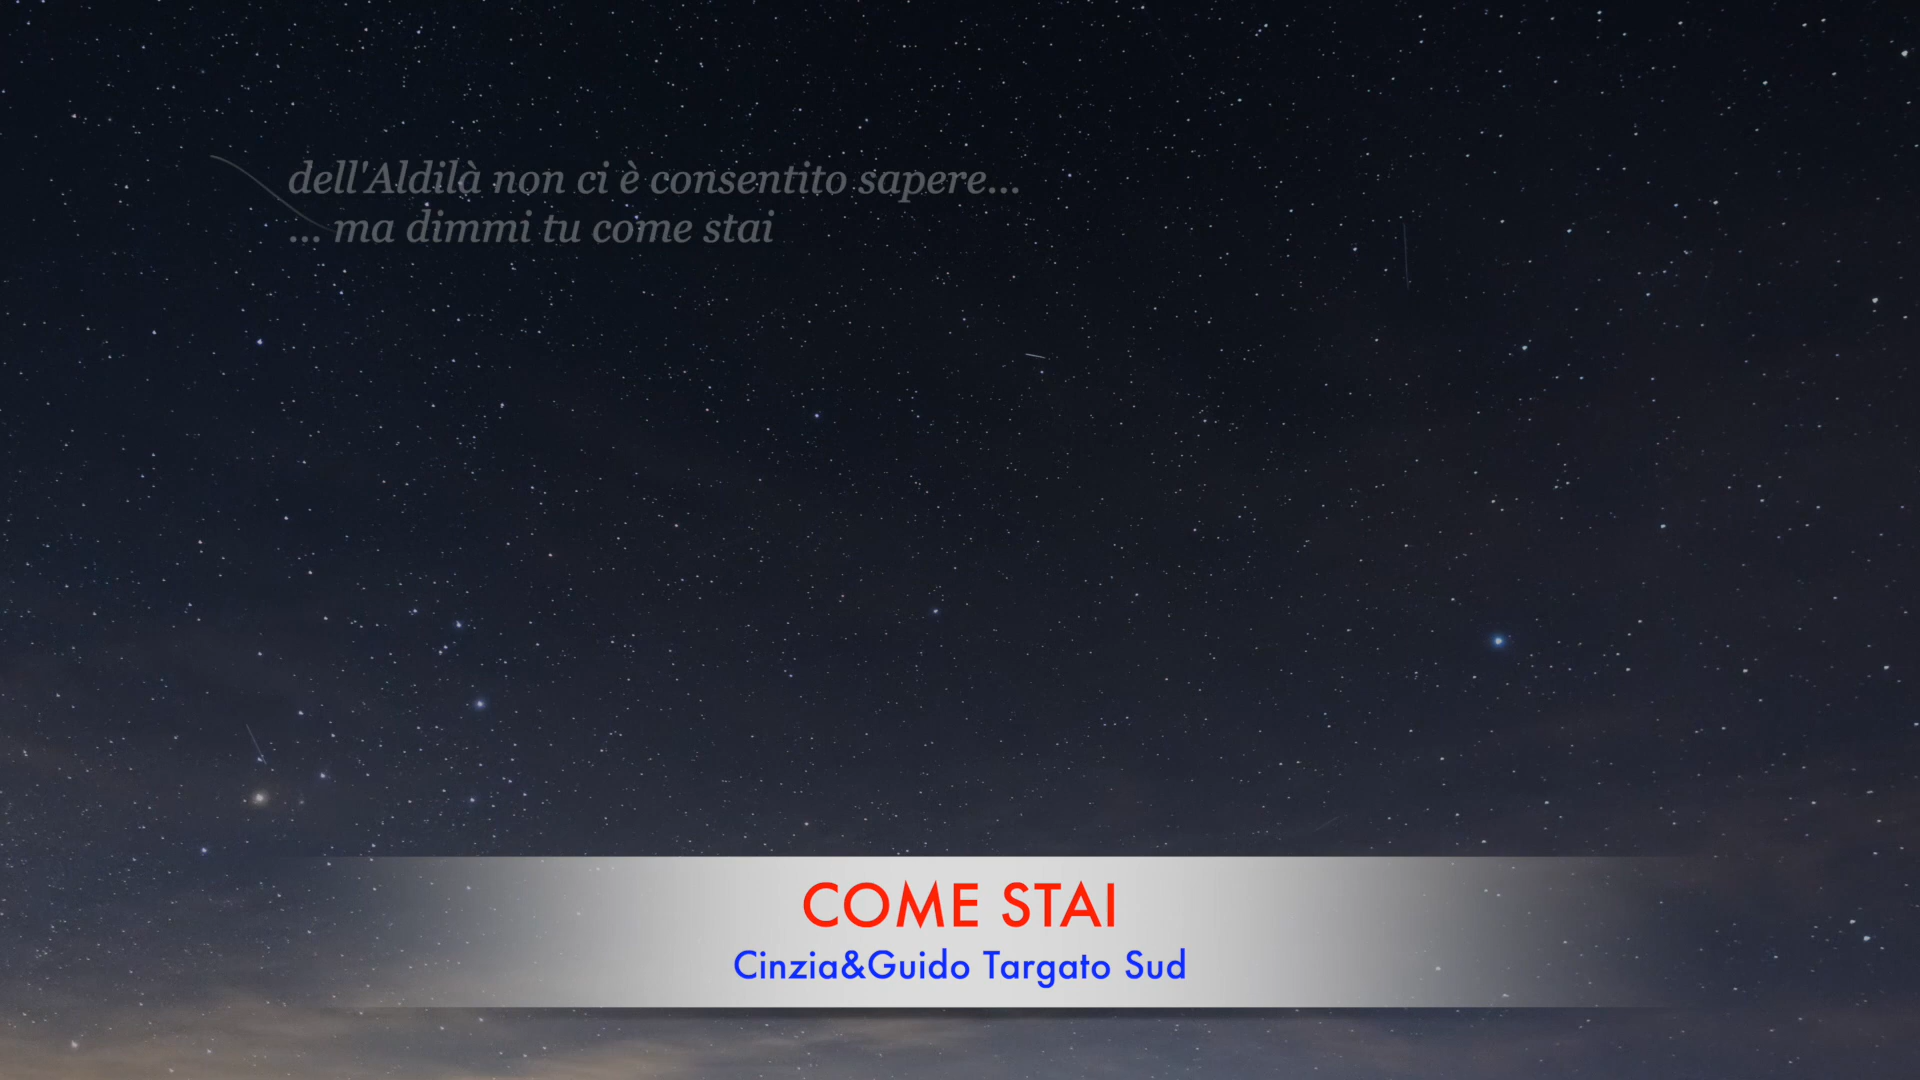 dell'Aldilà non ci è consentito sapere...
... ma dimmi tu come stai
COME STAI
Cinzia&Guido Targato Sud